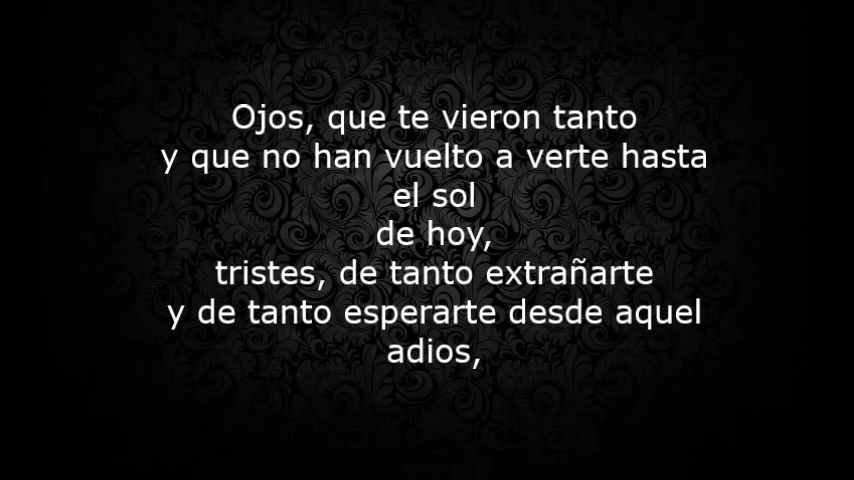 Ojos, que te vieron tanto
y que no han vuelto a verte hasta
el sol
de hoy,
tristes, de tanto extrañarte
y de tanto esperarte desde aquel
adios,